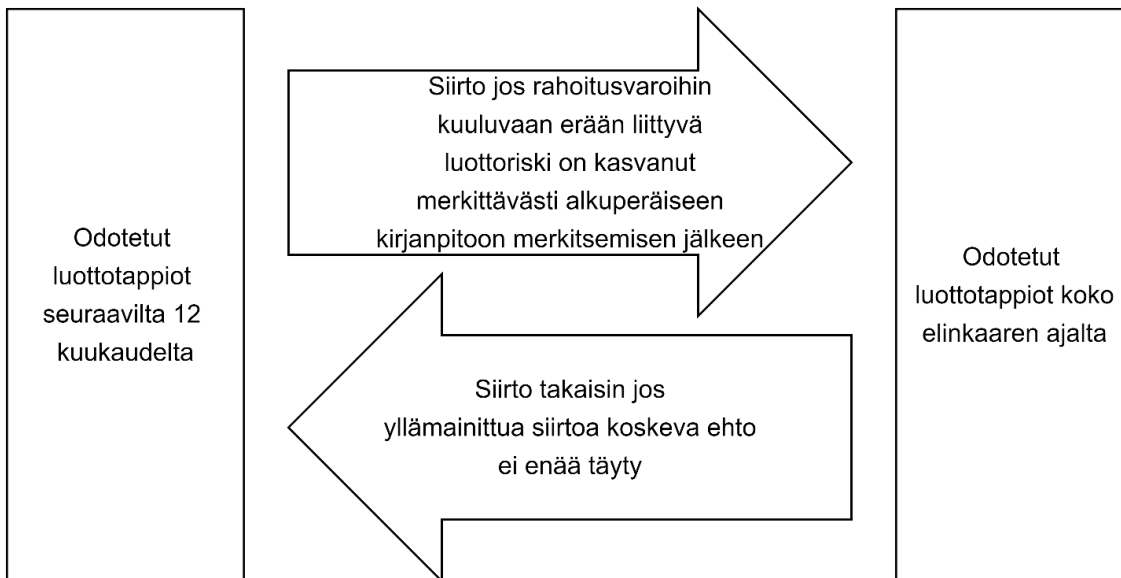 Odotetut
luottotappiot
seuraavilta 12
kuukaudelta
Siirto jos rahoitusvaroihin
kuuluvaan erään liittyvä
luottoriski on kasvanut
merkittävästi alkuperäiseen
kirjanpitoon merkitsemisen jälkeen
Siirto takaisin jos
yllämainittua siirtoa koskeva ehto
ei enää täyty
Odotetut
luottotappiot koko
elinkaaren ajalta